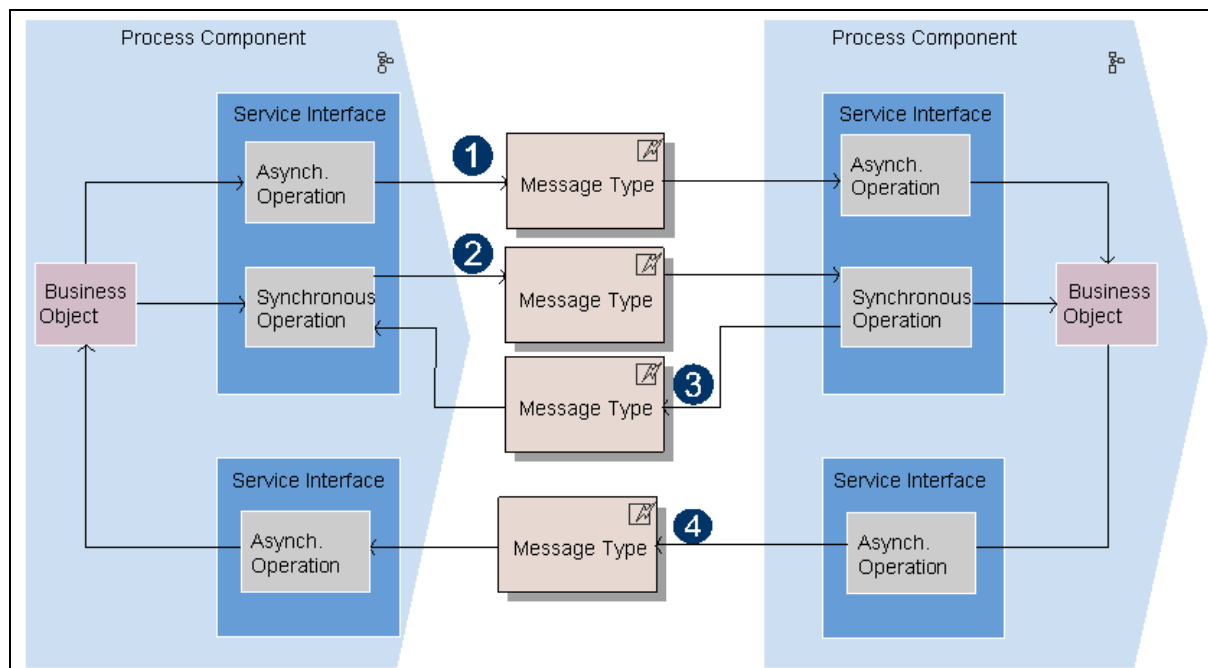 Process Component
Process Component
Service Interface
Service Interface
1
Asynch.
Operation
Message Type
Asynch.
Operation
2
Business
Object
Synchronous
Operation
Message Type
Synchronous
Operation
Business
Object
3
Message Type
Service Interface
Service Interface
4
Asynch.
Operation
Message Type
Asynch.
Operation